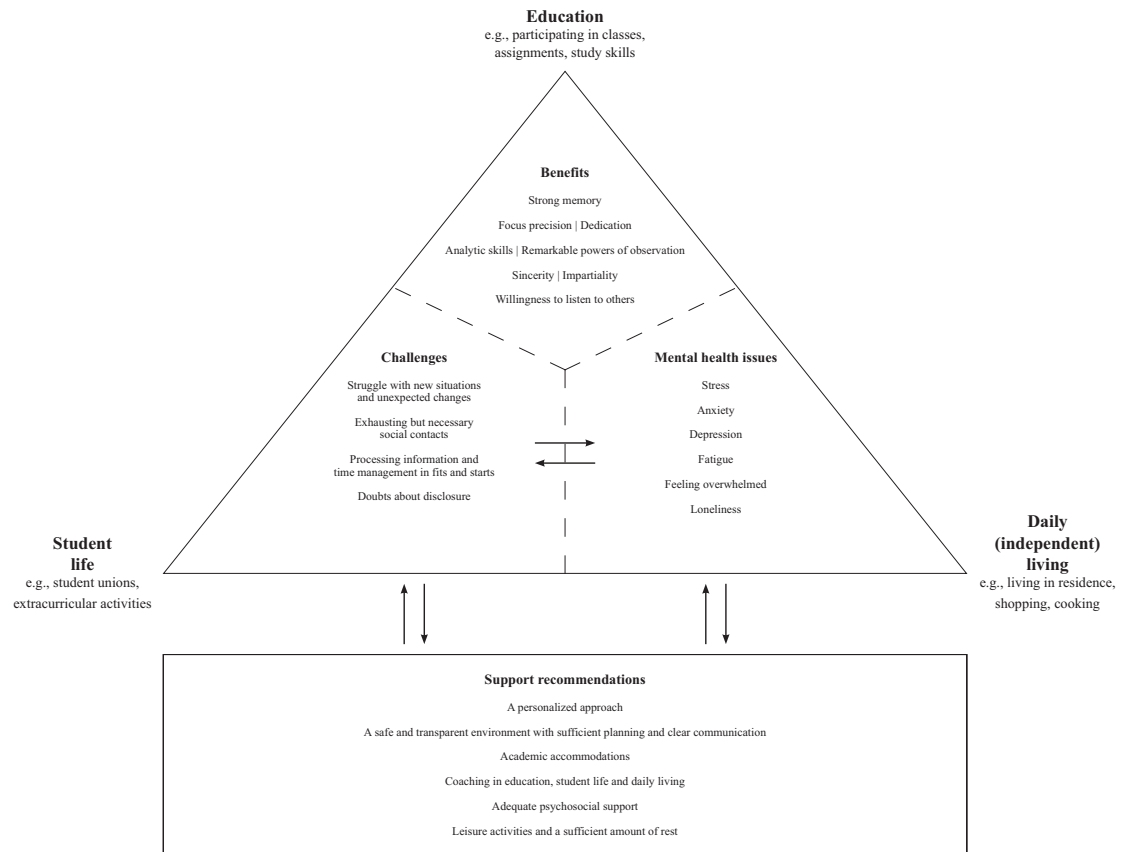 Education
e.g., participating in classes,
assignments, study skills
Benefits
Strong memory
Focus precision | Dedication
Analytic skills | Remarkable powers of observation
Sincerity | Impartiality
Willingness to listen to others
Challenges
Struggle with new situations
and unexpected changes
Exhausting but necessary
social contacts
Processing information and
time management in fits and starts
Doubts about disclosure
Mental health issues
Stress
Anxiety
Depression
Fatigue
Feeling overwhelmed
Loneliness
Student
life
e.g., student unions,
extracurricular activities
Daily
(independent)
living
e.g., living in residence,
shopping, cooking
Support recommendations
A personalized approach
A safe and transparent environment with sufficient planning and clear communication
Academic accommodations
Coaching in education, student life and daily living
Adequate psychosocial support
Leisure activities and a sufficient amount of rest